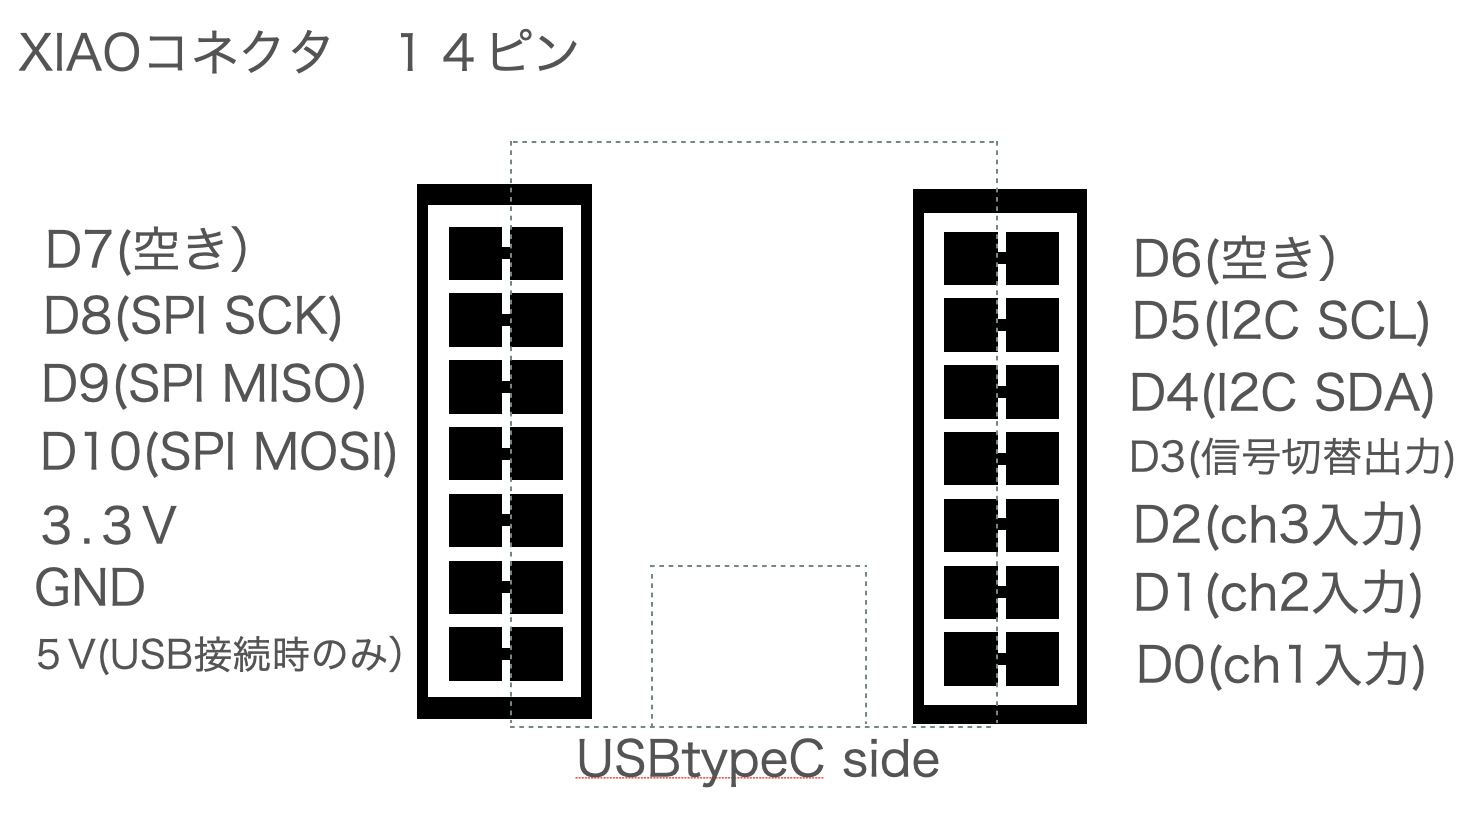 XIAOコネクタ　１４ピン
D7(空き）
D8(SPI SCK)
D9(SPI MISO)
D10(SPI MOSI)
３.３V
GND
５V(USB接続時のみ）
D6(空き）
D5(I2C SCL)
D4(I2C SDA)
D3(信号切替出力)
D2(ch3入力)
D1(ch2入力)
D0(ch1入力)
USBtypeC side